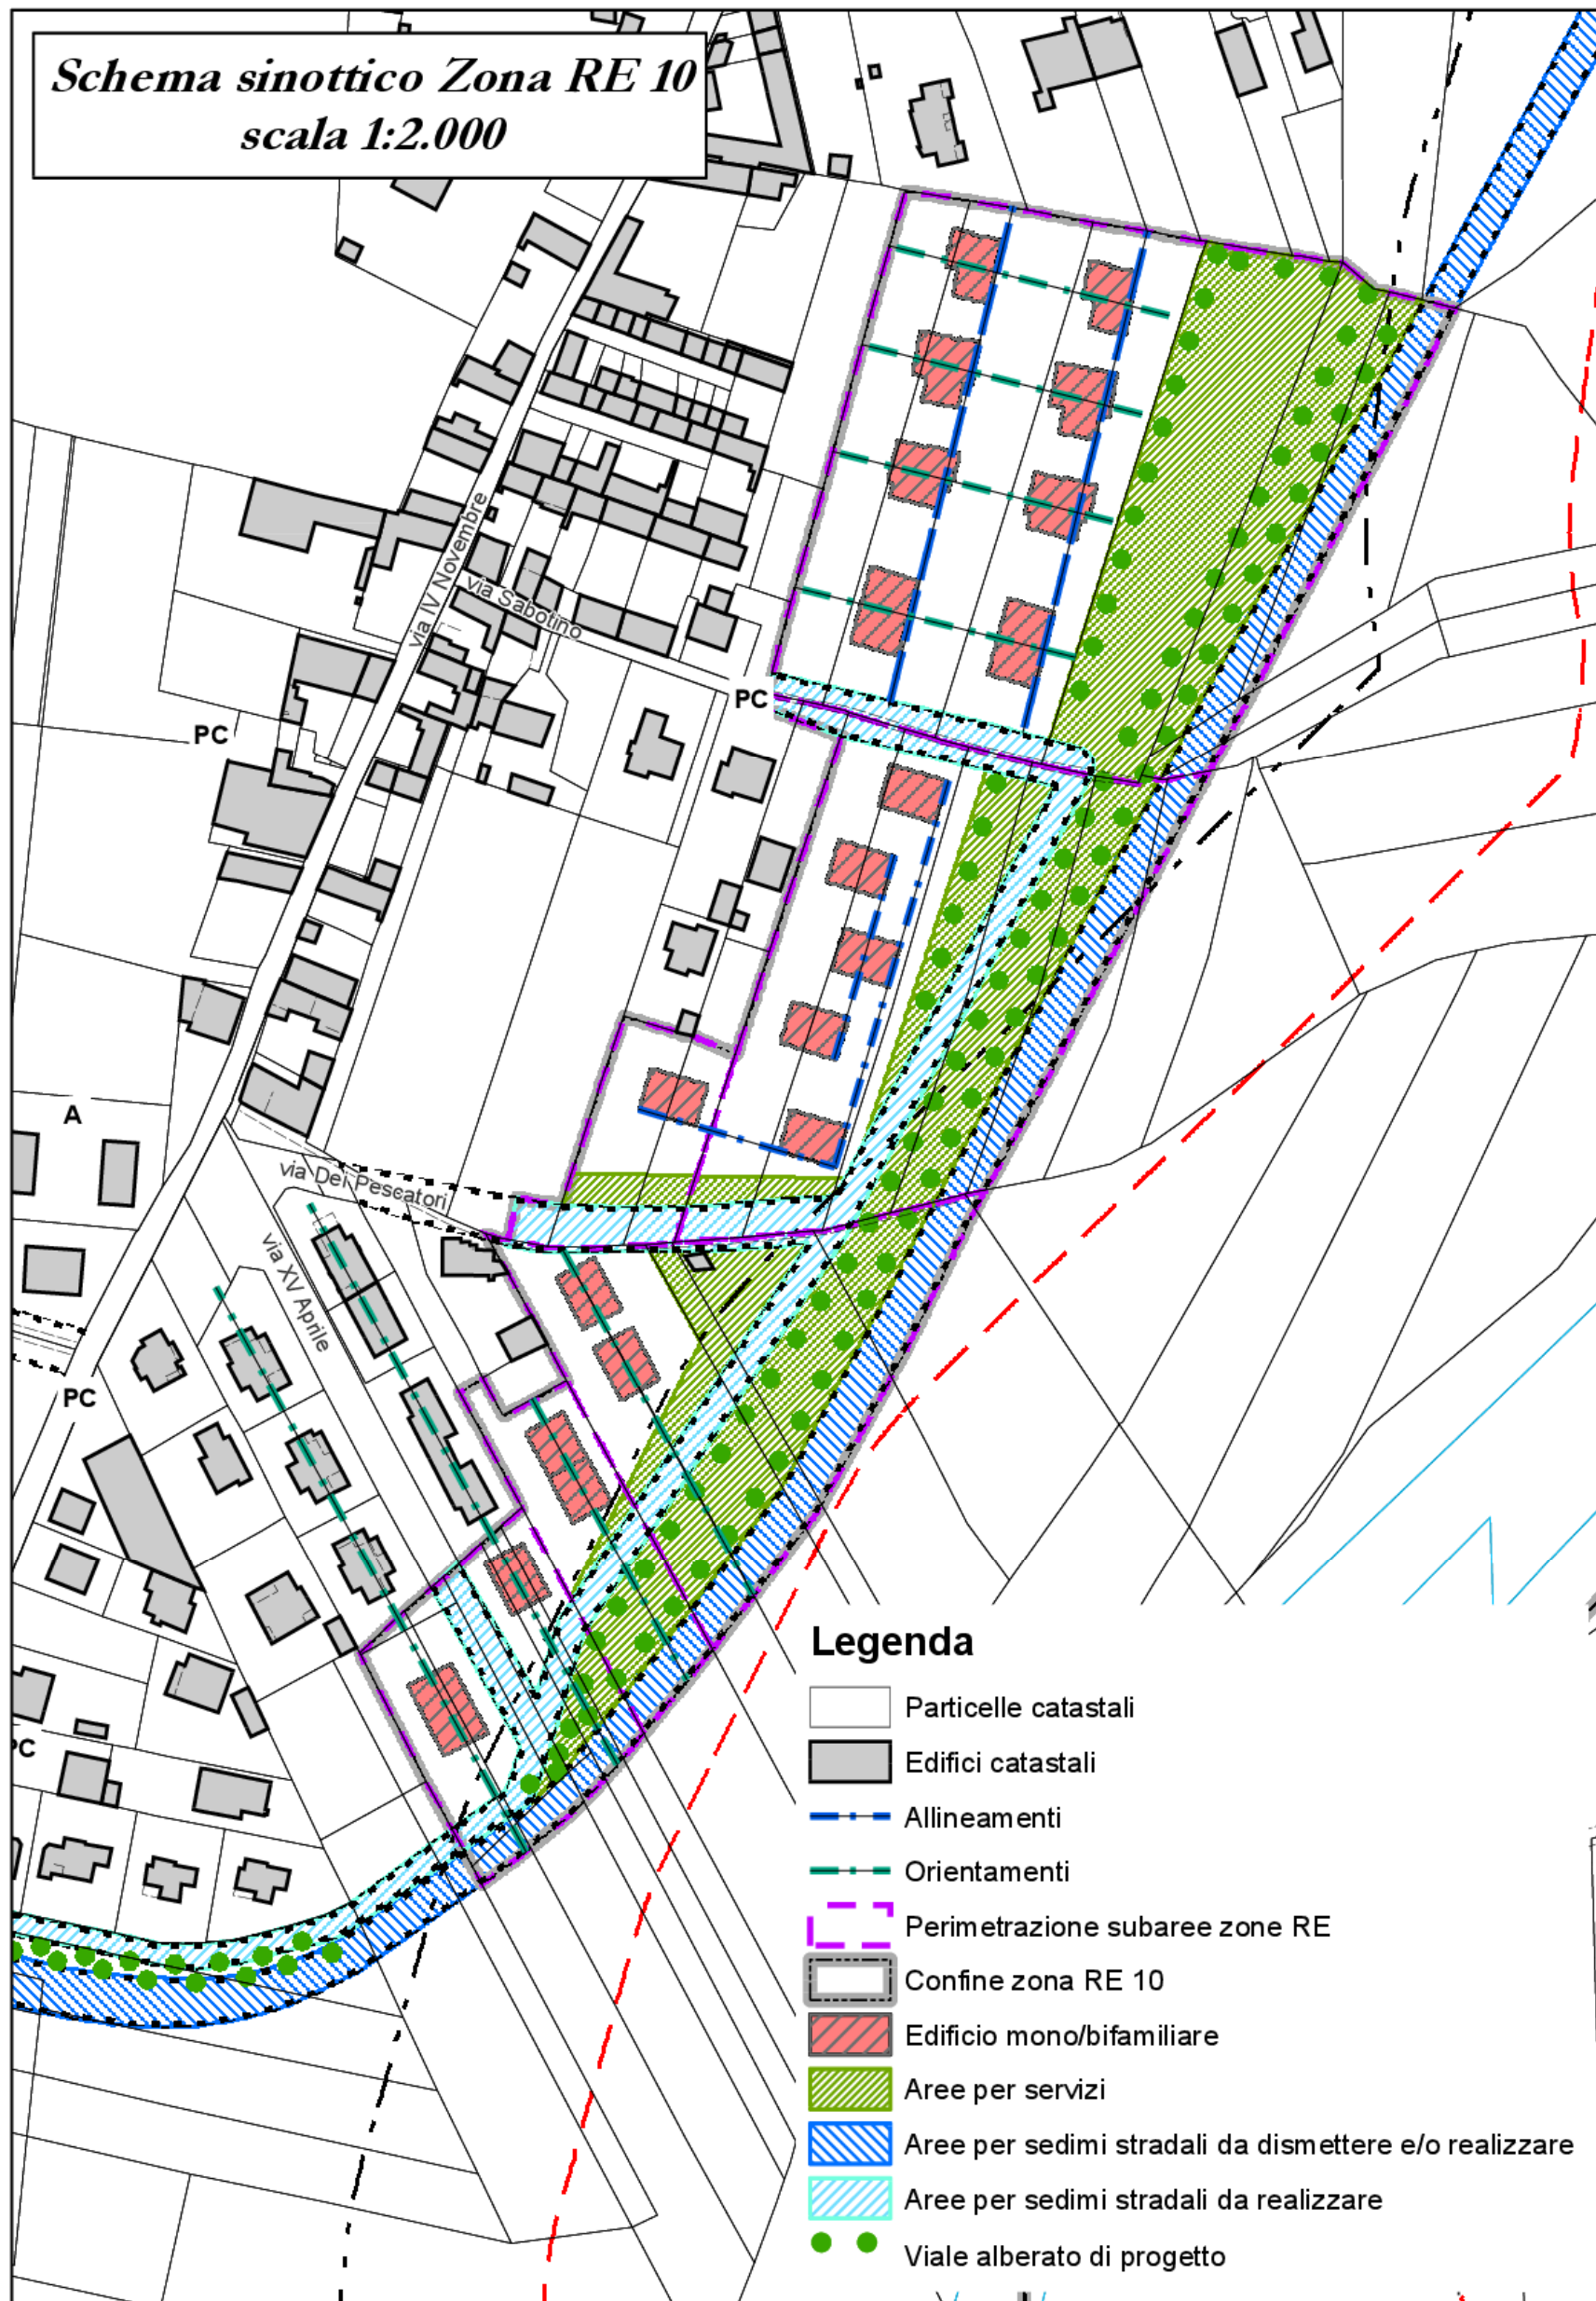 Schema sinottico Zona RE 10
scala 1:2.000
via IV Novembre
via Sabotino
PC
PC
A
via Dei Pescatori
via XV Aprile
PC
PC
Legenda
Particelle catastali
Edifici catastali
Allineamenti
Orientamenti
Perimetrazione subaree zone RE
Confine zona RE 10
Edificio mono/bifamiliare
Aree per servizi
Aree per sedimi stradali da dismettere e/o realizzare
Aree per sedimi stradali da realizzare
Viale alberato di progetto